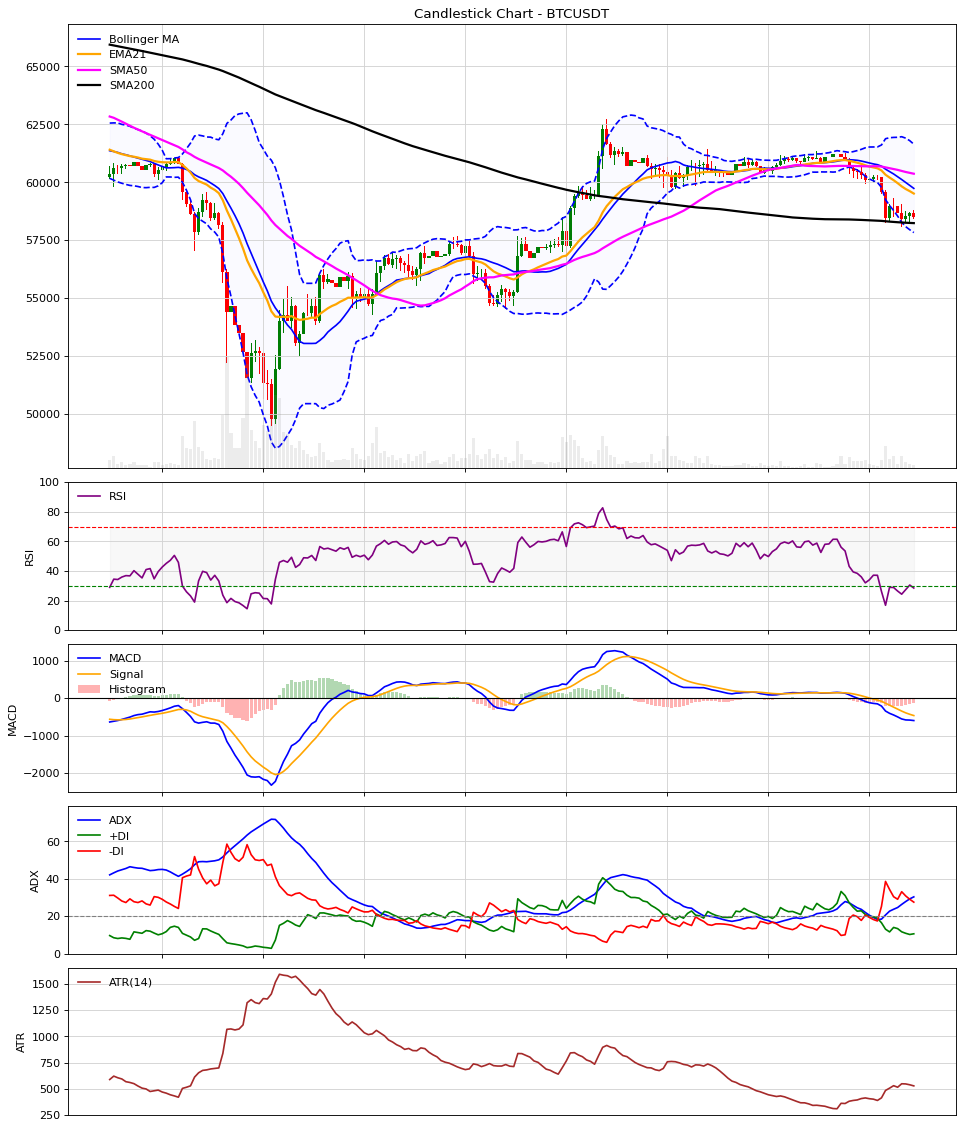 Candlestick Chart - BTCUSDT
Bollinger MA
EMA21
SMA50
SMA200
65000
62500
60000
57500
55000
52500
50000
RSI
RSI
100
80
60
40
20
0
MACD
Signal
Histogram
MACD
1000
0
−1000
−2000
ADX
+DI
-DI
ADX
60
40
20
0
ATR(14)
ATR
1500
1250
1000
750
500
250